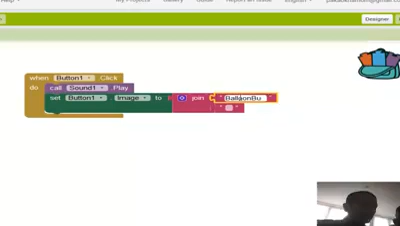 Help
My Projects Gallery Guide Report an Issue English
Designer
when Button1 .Click
do call Sound1 .Play
set Button1 . Image to join " BalloonBu "
" "